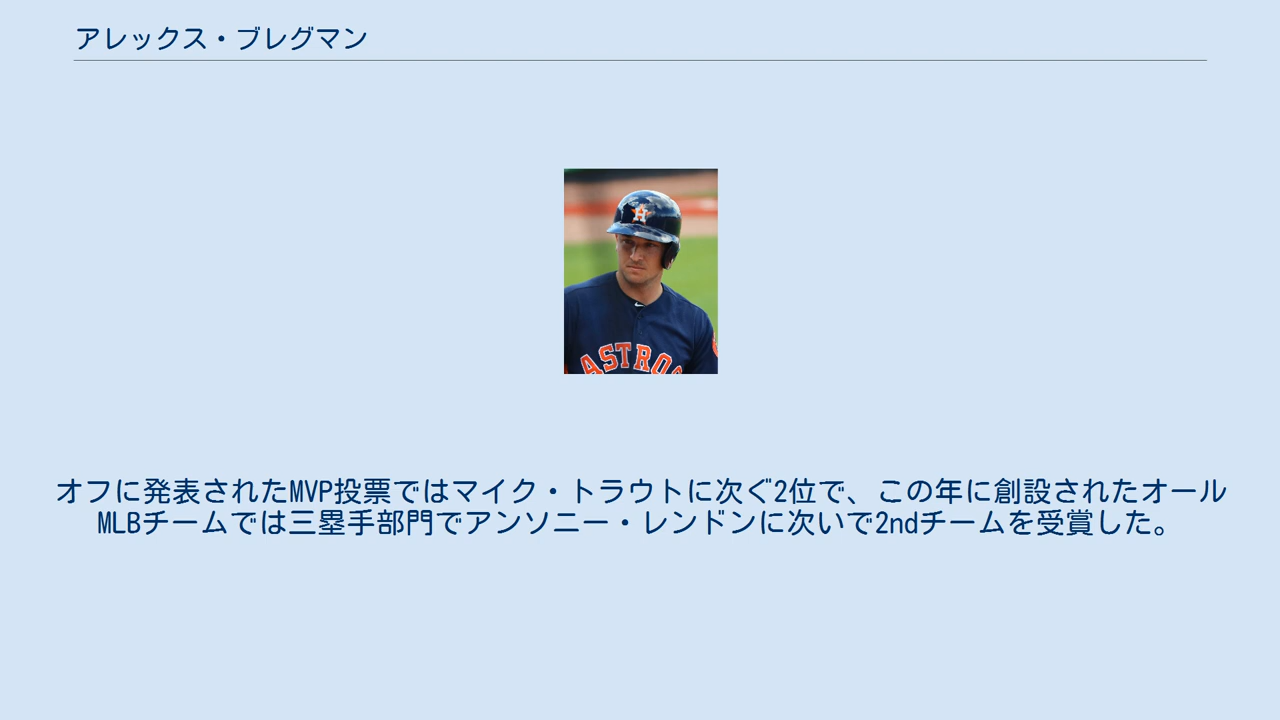 アレックス・ブレグマン
H
ASTRO
オフに発表されたMVP投票ではマイク・トラウトに次ぐ2位で、この年に創設されたオール
MLBチームでは三塁手部門でアンソニー・レンドンに次いで2ndチームを受賞した。